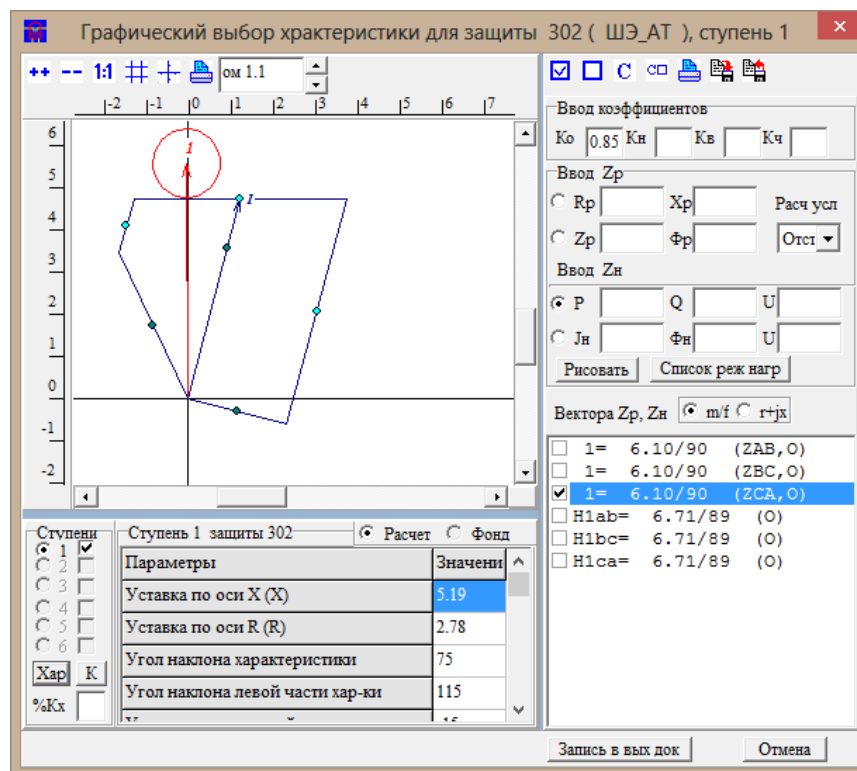 Графический выбор храктеристики для защиты 302 ( ШЭ_АТ ), ступень 1
++ -- 1:1 ом 1.1
-2 -1 0 1 2 3 4 5 6 7
6
5
4
3
2
1
0
-1
-2
1
1
C
Ввод коэффициентов
Ко 0.85 Кн Кв Кч
Ввод Zр
Rр Xр Расч усл
Zр Фр Отст
Ввод Zн
P Q U
Jн Фн U
Рисовать Список реж нагр
Вектора Zр, Zн m/f r+jx
1= 6.10/90 (ZAB,O)
1= 6.10/90 (ZBC,O)
1= 6.10/90 (ZCA,O)
H1ab= 6.71/89 (O)
H1bc= 6.71/89 (O)
H1ca= 6.71/89 (O)
Ступени
1
2
3
4
5
6
Хар К
%Кх
Ступень 1 защиты 302 Расчет Фонд
Параметры Значени
Уставка по оси X (X) 5.19
Уставка по оси R (R) 2.78
Угол наклона характеристики 75
Угол наклона левой части хар-ки 115
Запись в вых док Отмена